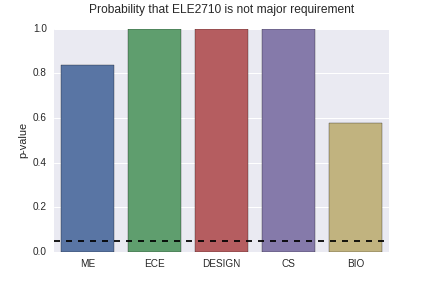 Probability that ELE2710 is not major requirement
1.0
0.8
0.6
0.4
0.2
0.0
p-value
ME ECE DESIGN CS BIO